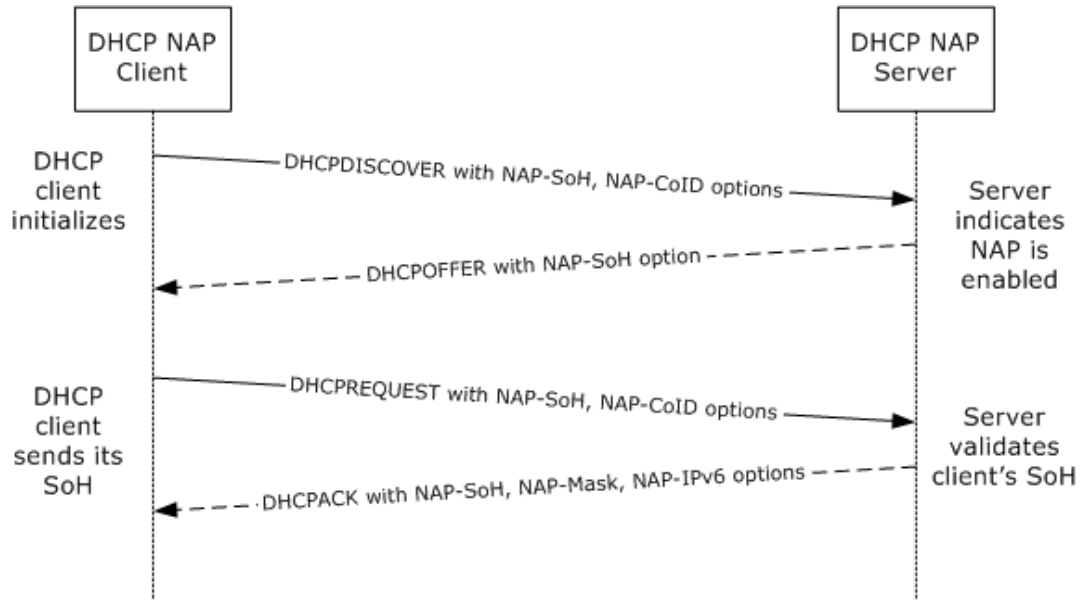 DHCP NAP
Client
DHCP NAP
Server
DHCP
client
initializes
DHCPDISCOVER with NAP-SoH, NAP-CoID options
Server
indicates
NAP is
enabled
DHCPOFFER with NAP-SoH option
DHCP
client
sends its
SoH
DHCPREQUEST with NAP-SoH, NAP-CoID options
Server
validates
client's SoH
DHCPACK with NAP-SoH, NAP-Mask, NAP-IPv6 options